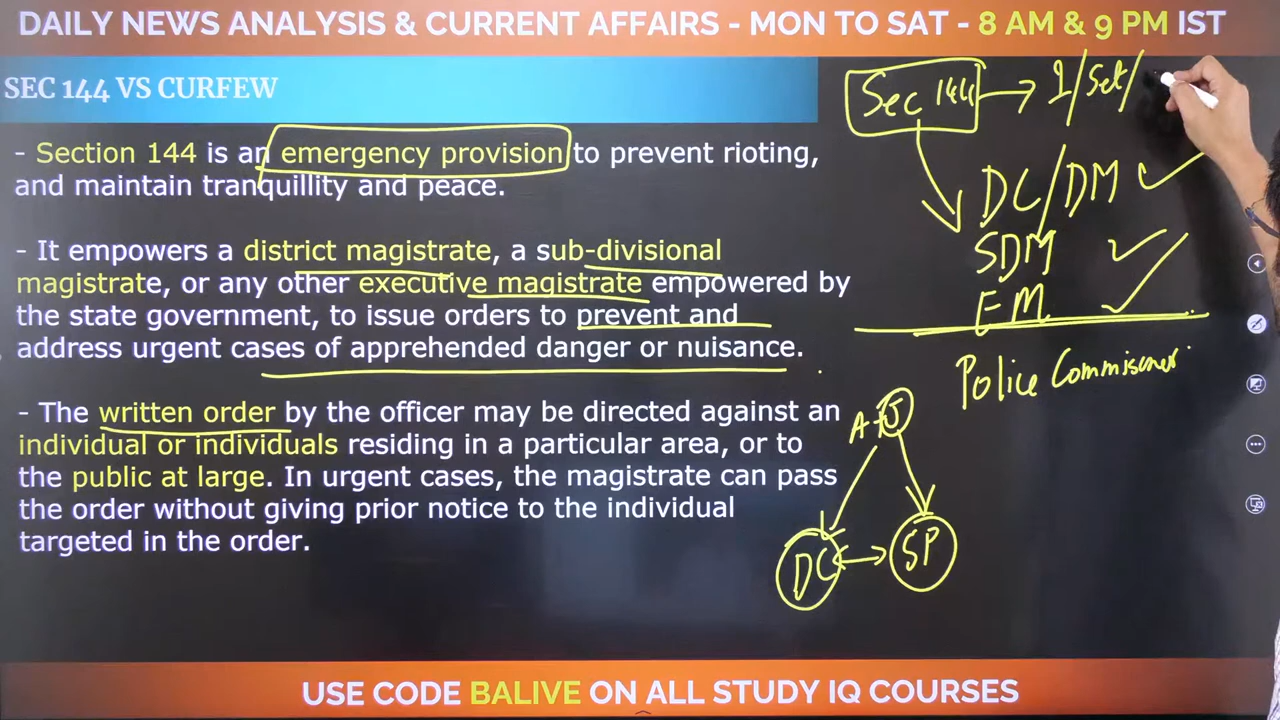 DAILY NEWS ANALYSIS & CURRENT AFFAIRS - MON TO SAT - 8 AM & 9 PM IST
SEC 144 VS CURFEW
- Section 144 is an emergency provision to prevent rioting,
and maintain tranquillity and peace.
- It empowers a district magistrate, a sub-divisional
magistrate, or any other executive magistrate empowered by
the state government, to issue orders to prevent and
address urgent cases of apprehended danger or nuisance.
- The written order by the officer may be directed against an
individual or individuals residing in a particular area, or to
the public at large. In urgent cases, the magistrate can pass
the order without giving prior notice to the individual
targeted in the order.
Sec 144 → I/Set/
DC/DM
SDM
EM
Police Commissner
DC
SP
USE CODE BALIVE ON ALL STUDY IQ COURSES